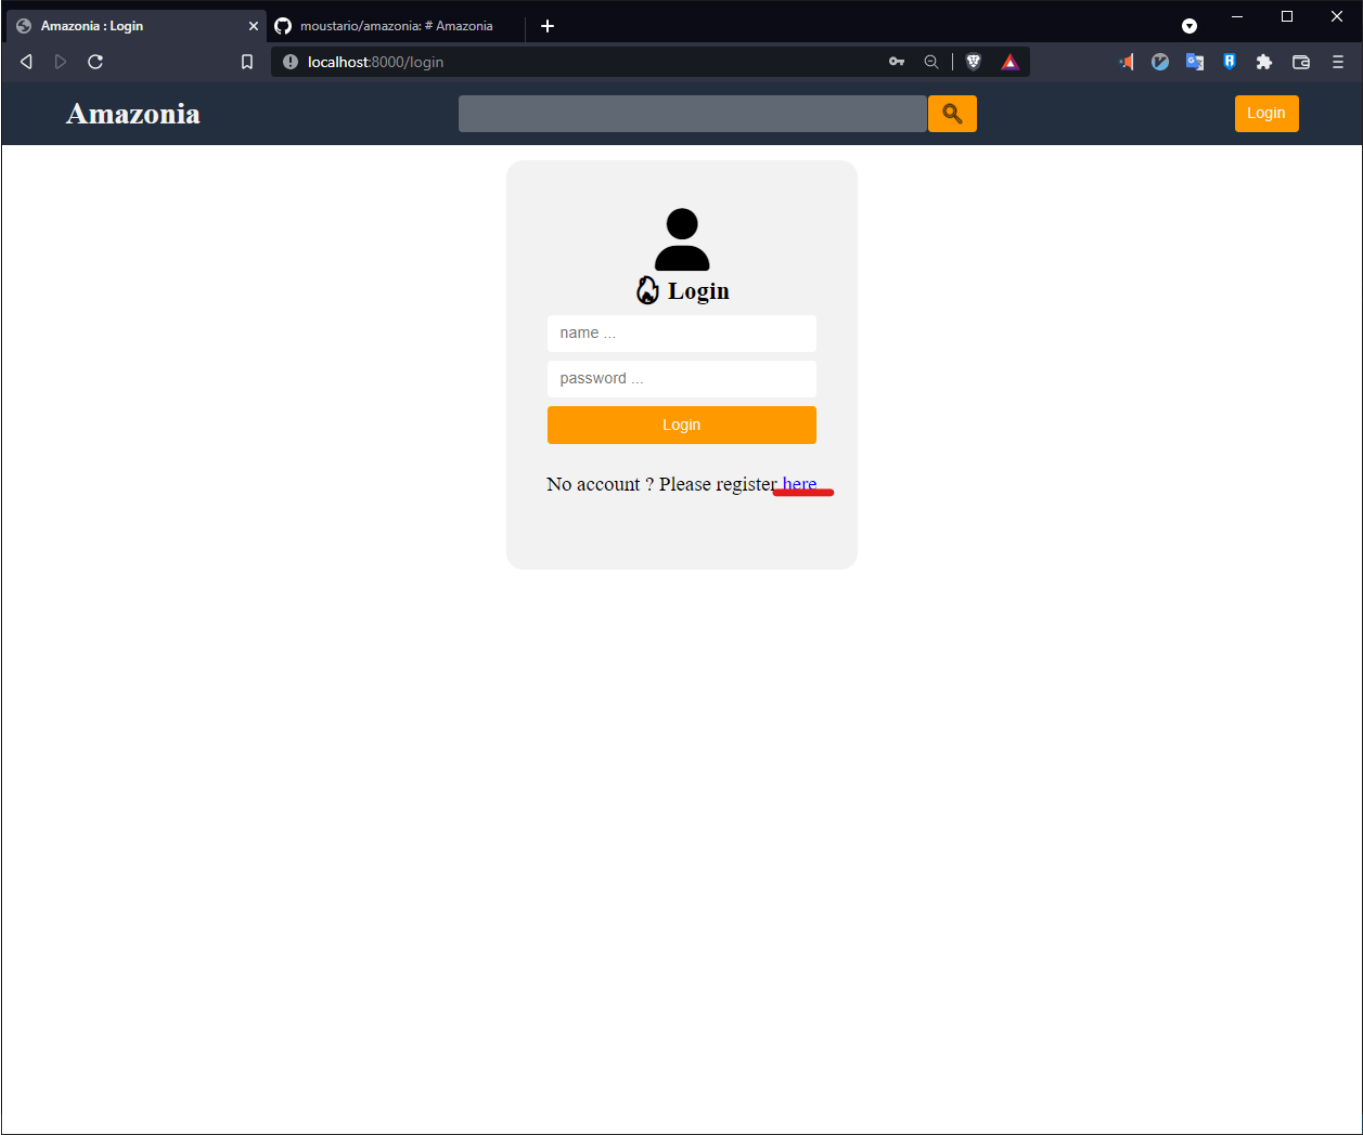 Amazonia : Login
moustario/amazonia: # Amazonia
localhost:8000/login
Amazonia
Login
Login
name ...
password ...
Login
No account ? Please register here